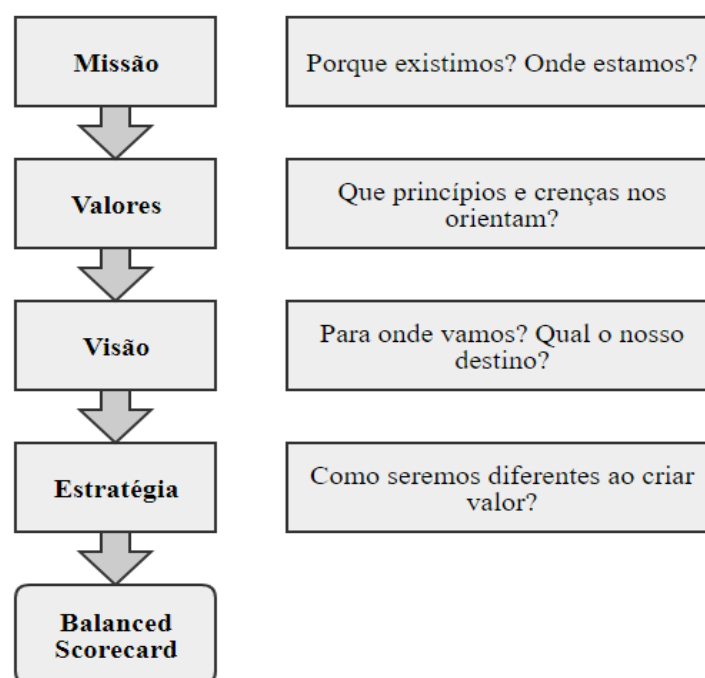 Missão
Porque existimos? Onde estamos?
Valores
Que princípios e crenças nos
orientam?
Visão
Para onde vamos? Qual o nosso
destino?
Estratégia
Como seremos diferentes ao criar
valor?
Balanced
Scorecard